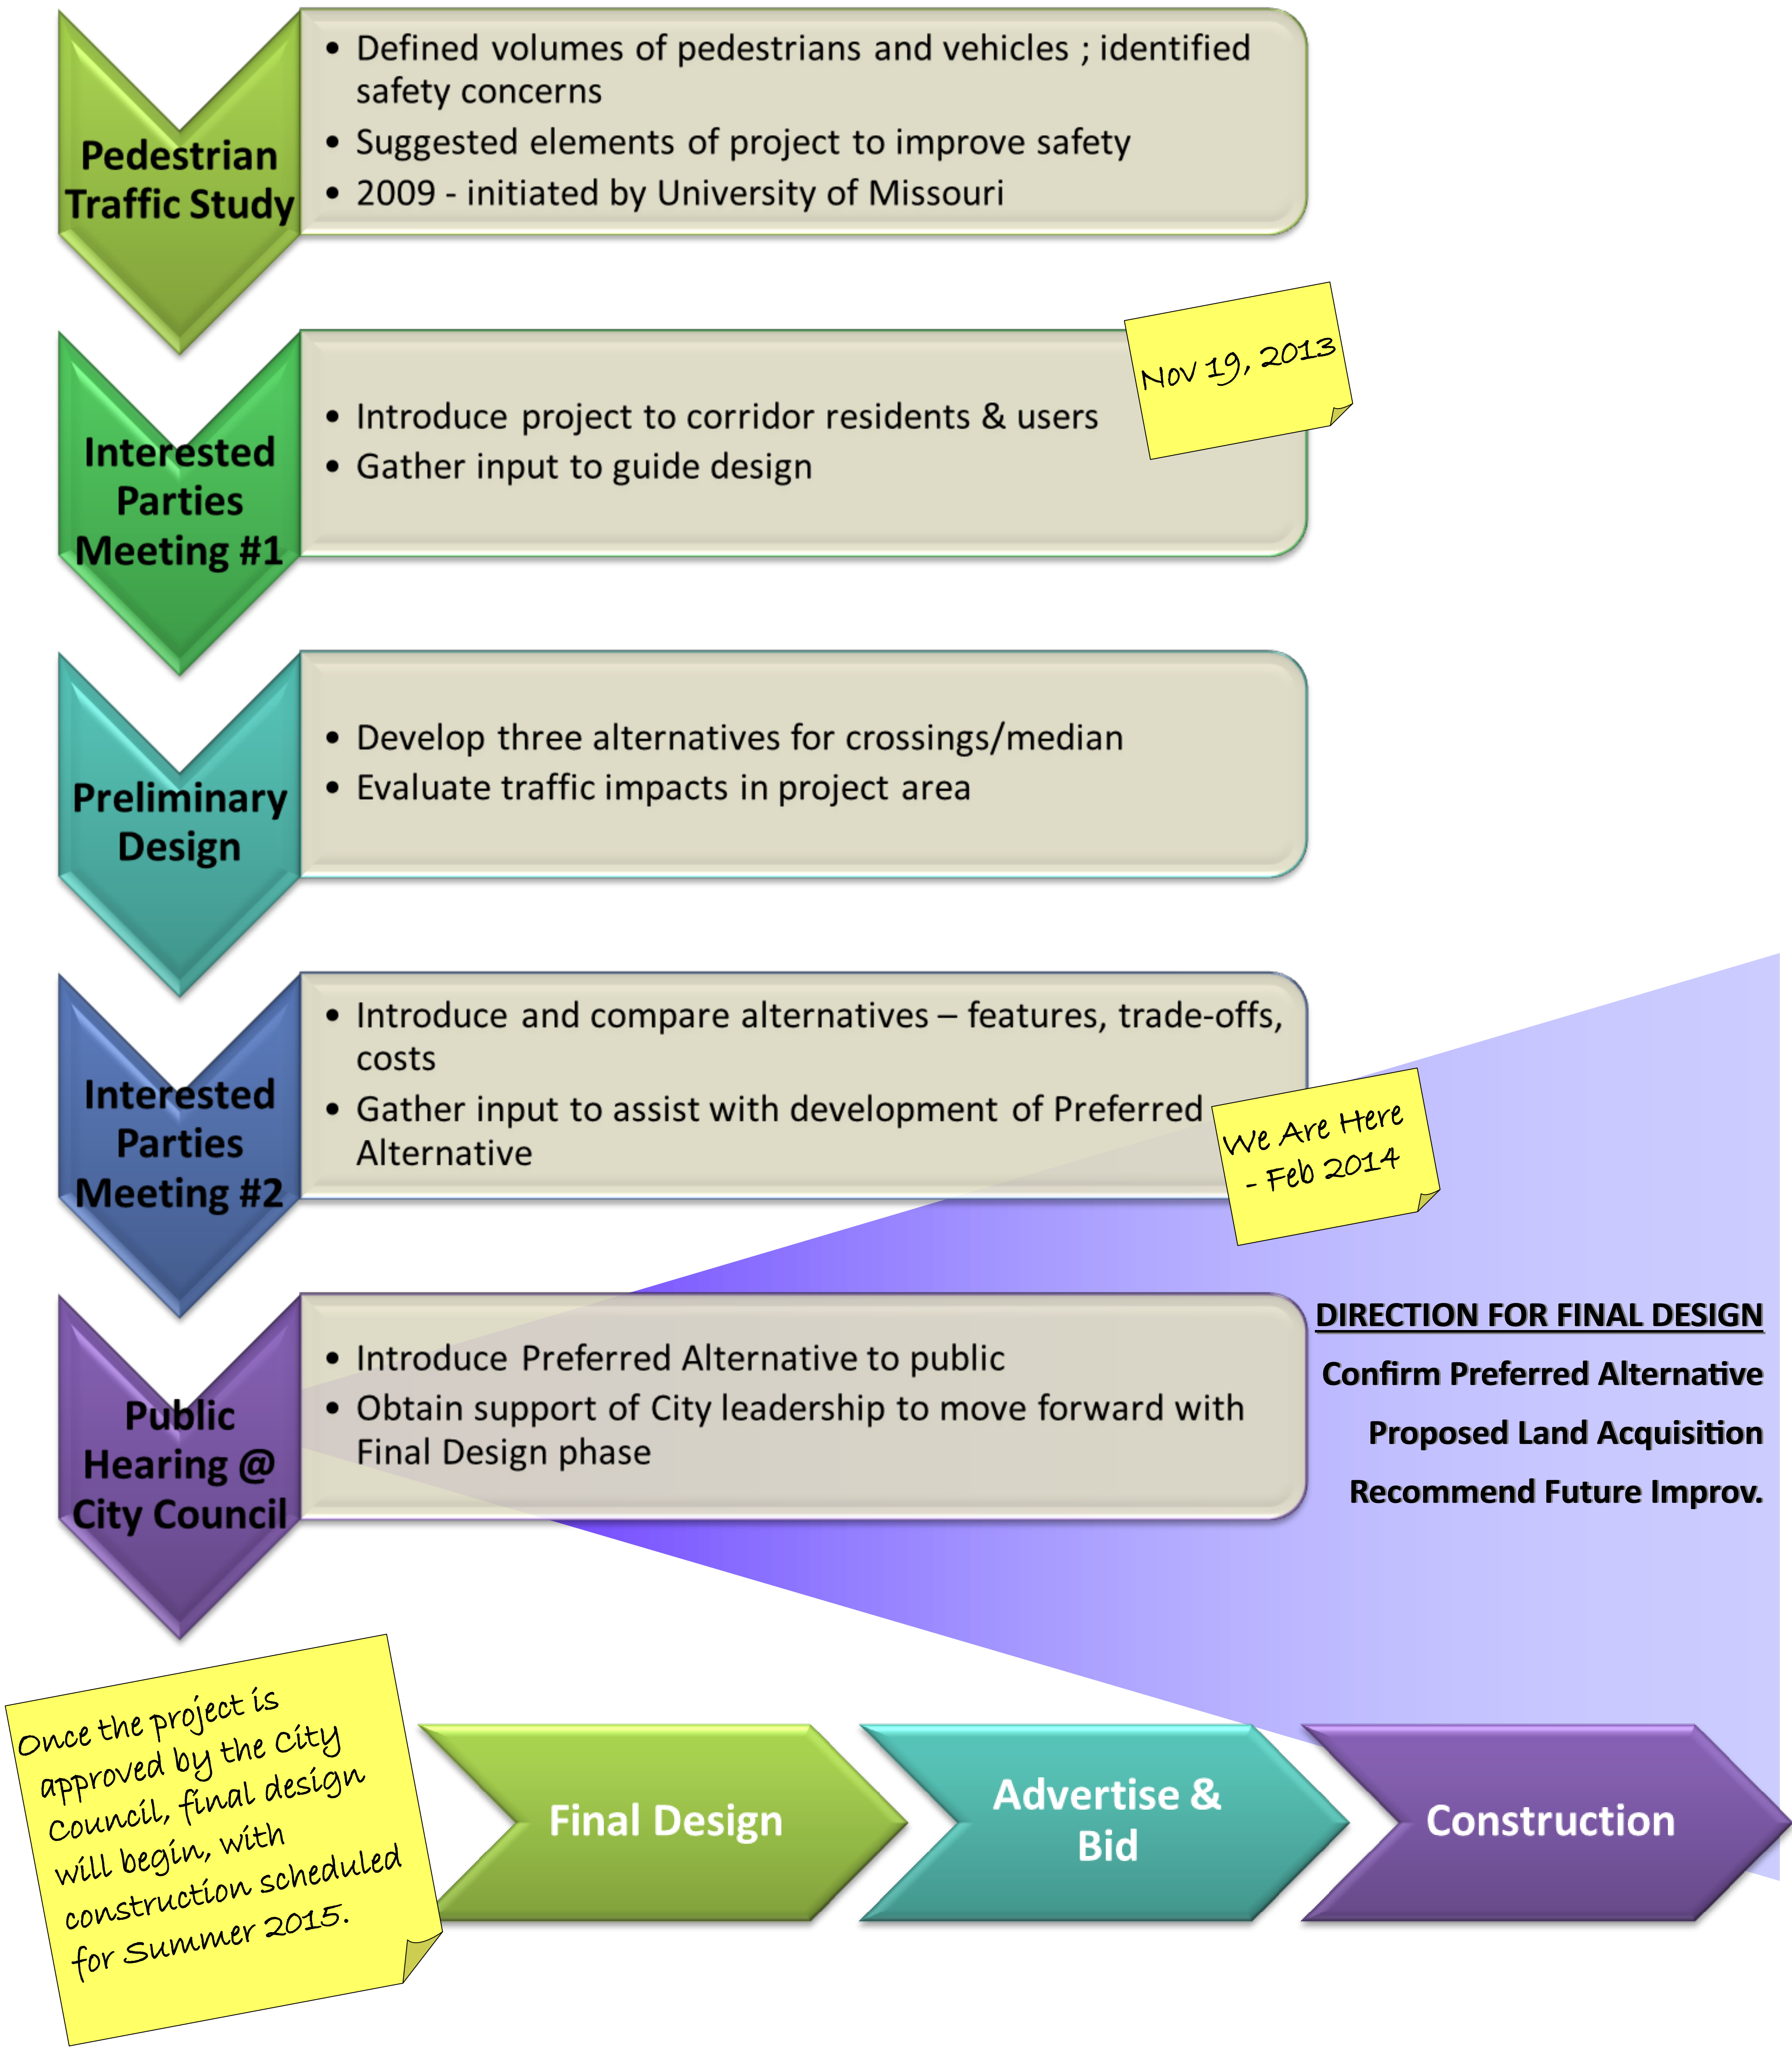 Pedestrian
Traffic Study
• Defined volumes of pedestrians and vehicles ; identified
safety concerns
• Suggested elements of project to improve safety
• 2009 - initiated by University of Missouri
Interested
Parties
Meeting #1
• Introduce project to corridor residents & users
• Gather input to guide design
Nov 19, 2013
Preliminary
Design
• Develop three alternatives for crossings/median
• Evaluate traffic impacts in project area
Interested
Parties
Meeting #2
• Introduce and compare alternatives – features, trade-offs,
costs
• Gather input to assist with development of Preferred
Alternative
We Are Here
- Feb 2014
Public
Hearing @
City Council
• Introduce Preferred Alternative to public
• Obtain support of City leadership to move forward with
Final Design phase
DIRECTION FOR FINAL DESIGN
Confirm Preferred Alternative
Proposed Land Acquisition
Recommend Future Improv.
Once the project is
approved by the City
Council, final design
will begin, with
construction scheduled
for Summer 2015.
Final Design
Advertise &
Bid
Construction